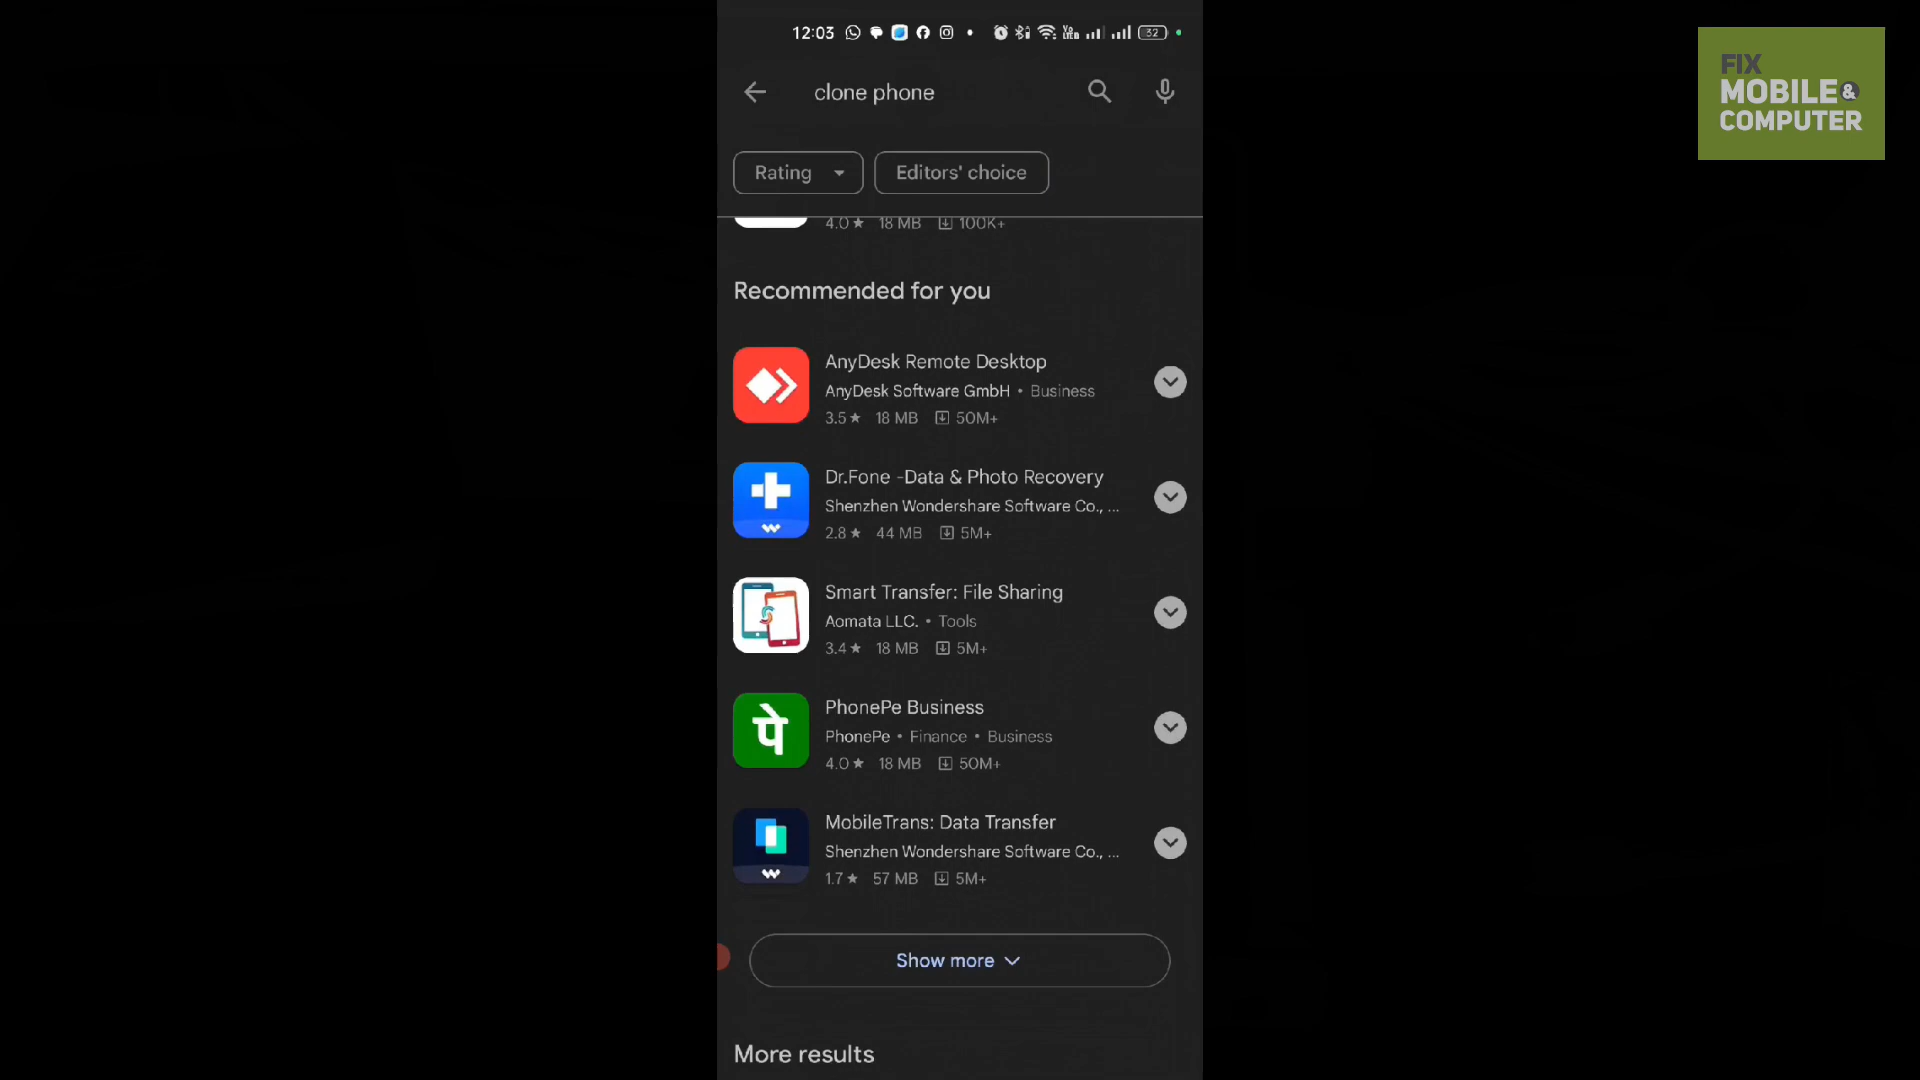 12:03
32
FIX
MOBILE &
COMPUTER
clone phone
Rating
Editors' choice
4.0★ 18 MB 100K+
Recommended for you
AnyDesk Remote Desktop
AnyDesk Software GmbH • Business
3.5★ 18 MB 50M+
Dr.Fone -Data & Photo Recovery
Shenzhen Wondershare Software Co., ...
2.8★ 44 MB 5M+
Smart Transfer: File Sharing
Aomata LLC. • Tools
3.4★ 18 MB 5M+
पे
PhonePe Business
PhonePe • Finance • Business
4.0★ 18 MB 50M+
MobileTrans: Data Transfer
Shenzhen Wondershare Software Co., ...
1.7★ 57 MB 5M+
Show more
More results